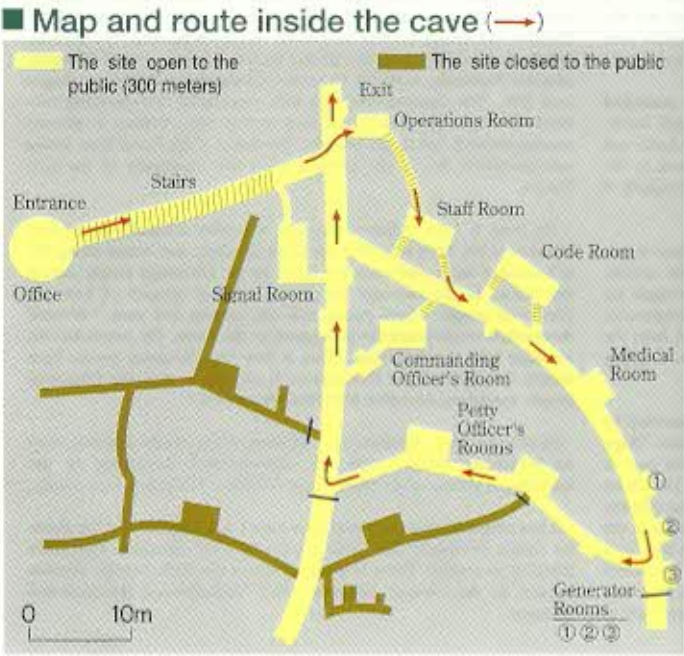 Map and route inside the cave (→)
The site open to the
public (300 meters)
The site closed to the public
Exit
Operations Room
Stairs
Entrance
Staff Room
Code Room
Office
Signal Room
Commanding
Officer's Room
Medical
Room
Petty
Officer's
Rooms
①
②
③
Generator
Rooms
①②③
0 10m